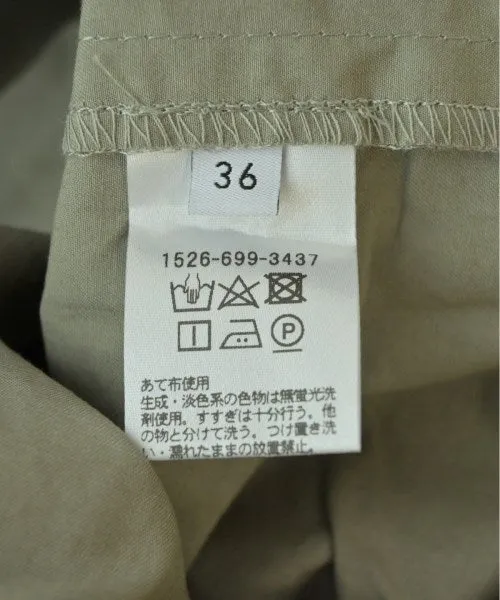 36
1526-699-3437
P
あて布使用
生成・淡色系の色物は無蛍光洗
剤使用。すすぎは十分行う。他
の物と分けて洗う。つけ置き洗
い・濡れたままの放置禁止。